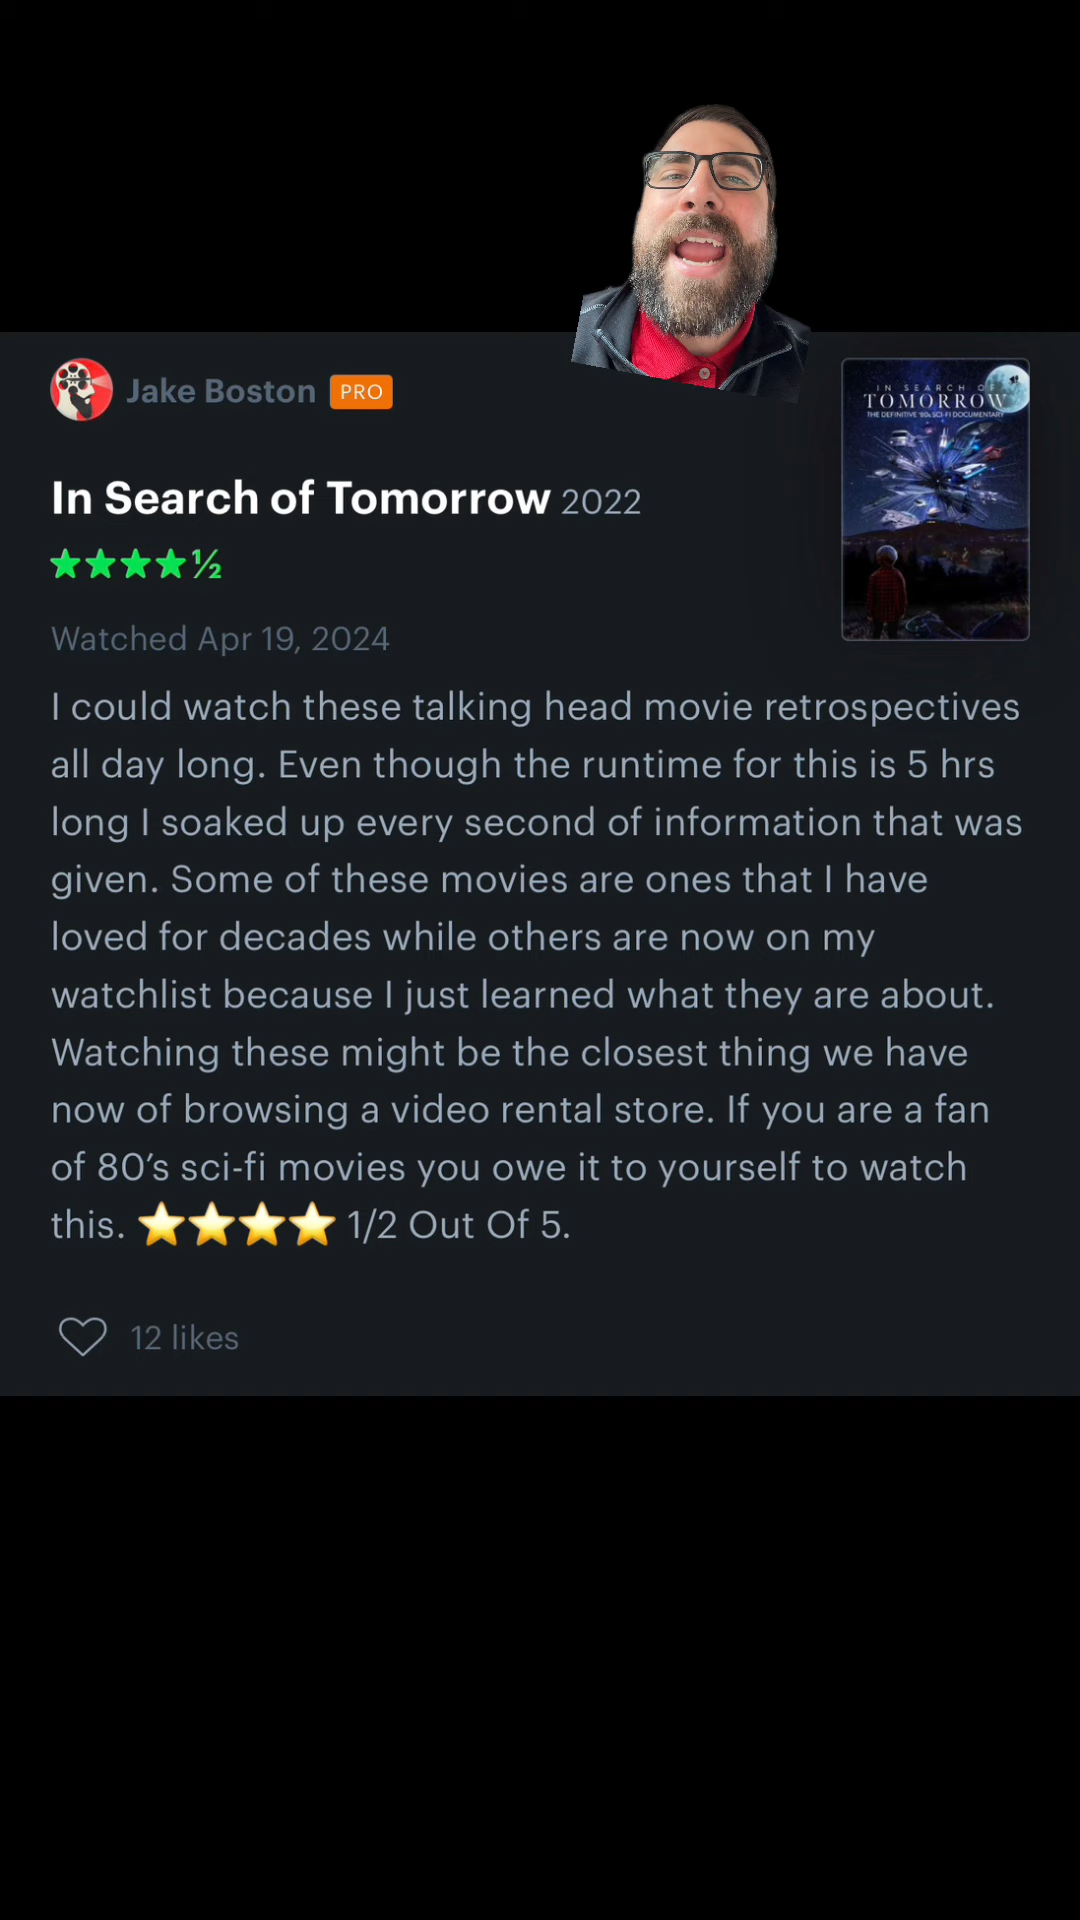 Jake Boston PRO
In Search of Tomorrow 2022
★★★★½
Watched Apr 19, 2024
I could watch these talking head movie retrospectives
all day long. Even though the runtime for this is 5 hrs
long I soaked up every second of information that was
given. Some of these movies are ones that I have
loved for decades while others are now on my
watchlist because I just learned what they are about.
Watching these might be the closest thing we have
now of browsing a video rental store. If you are a fan
of 80’s sci-fi movies you owe it to yourself to watch
this. ⭐⭐⭐⭐ 1/2 Out Of 5.
12 likes
IN SEARCH OF
TOMORROW
THE DEFINITIVE '80s SCI-FI DOCUMENTARY